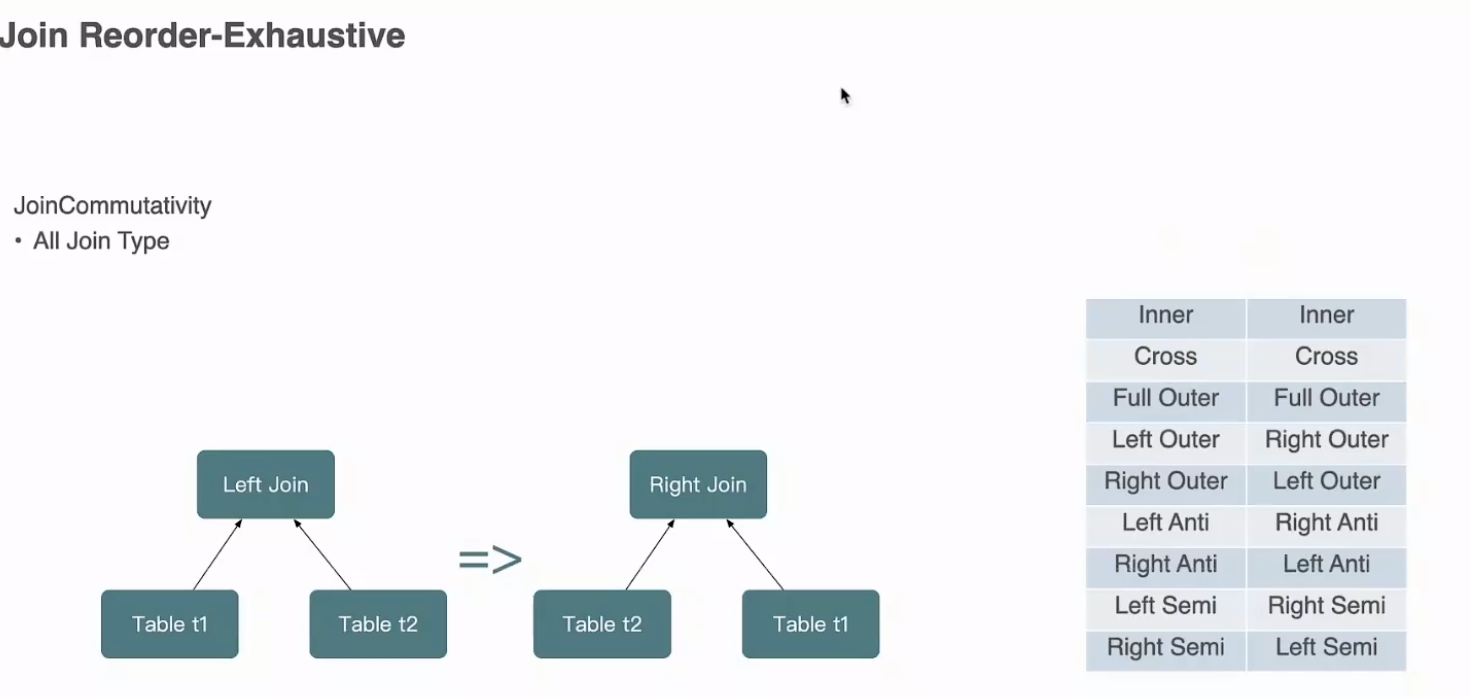 Join Reorder-Exhaustive
JoinCommutativity
• All Join Type
Left Join
Table t1
Table t2
=>
Right Join
Table t2
Table t1
Inner Inner
Cross Cross
Full Outer Full Outer
Left Outer Right Outer
Right Outer Left Outer
Left Anti Right Anti
Right Anti Left Anti
Left Semi Right Semi
Right Semi Left Semi